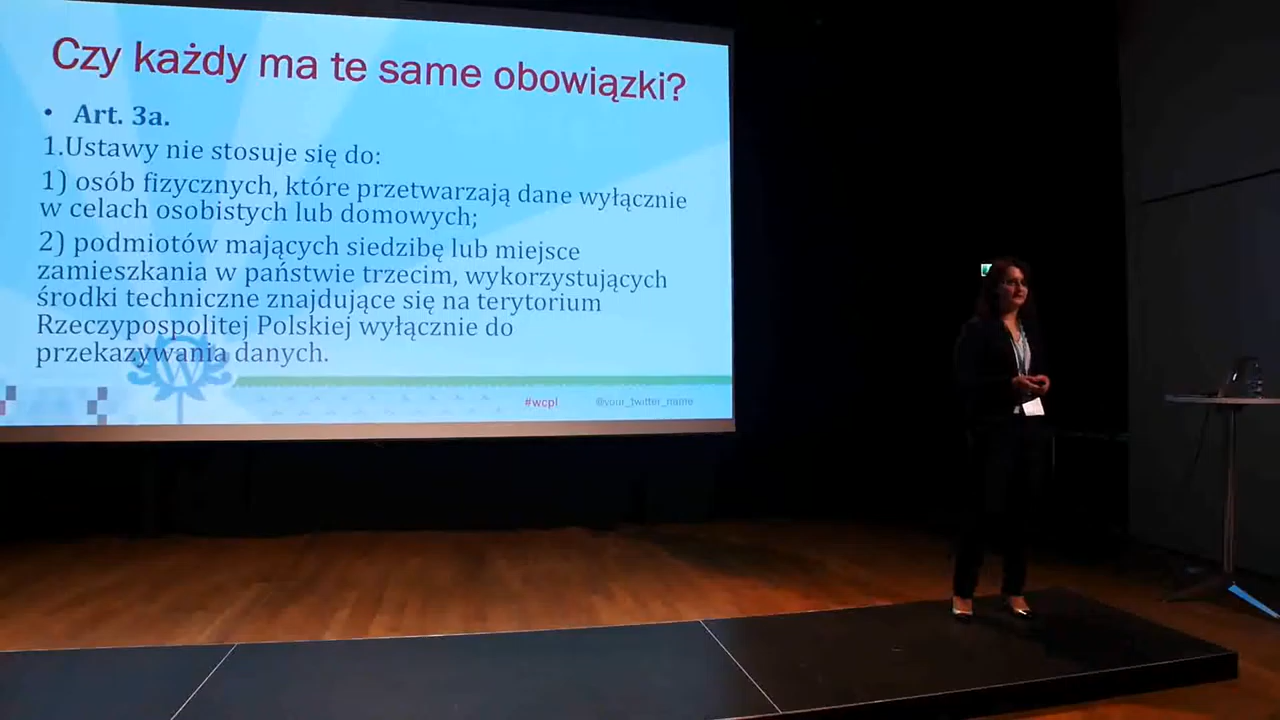 Czy każdy ma te same obowiązki?
• Art. 3a.
1.Ustawy nie stosuje się do:
1) osób fizycznych, które przetwarzają dane wyłącznie
w celach osobistych lub domowych;
2) podmiotów mających siedzibę lub miejsce
zamieszkania w państwie trzecim, wykorzystujących
środki techniczne znajdujące się na terytorium
Rzeczypospolitej Polskiej wyłącznie do
przekazywania danych.
W
#wcpl @your_twitter_name